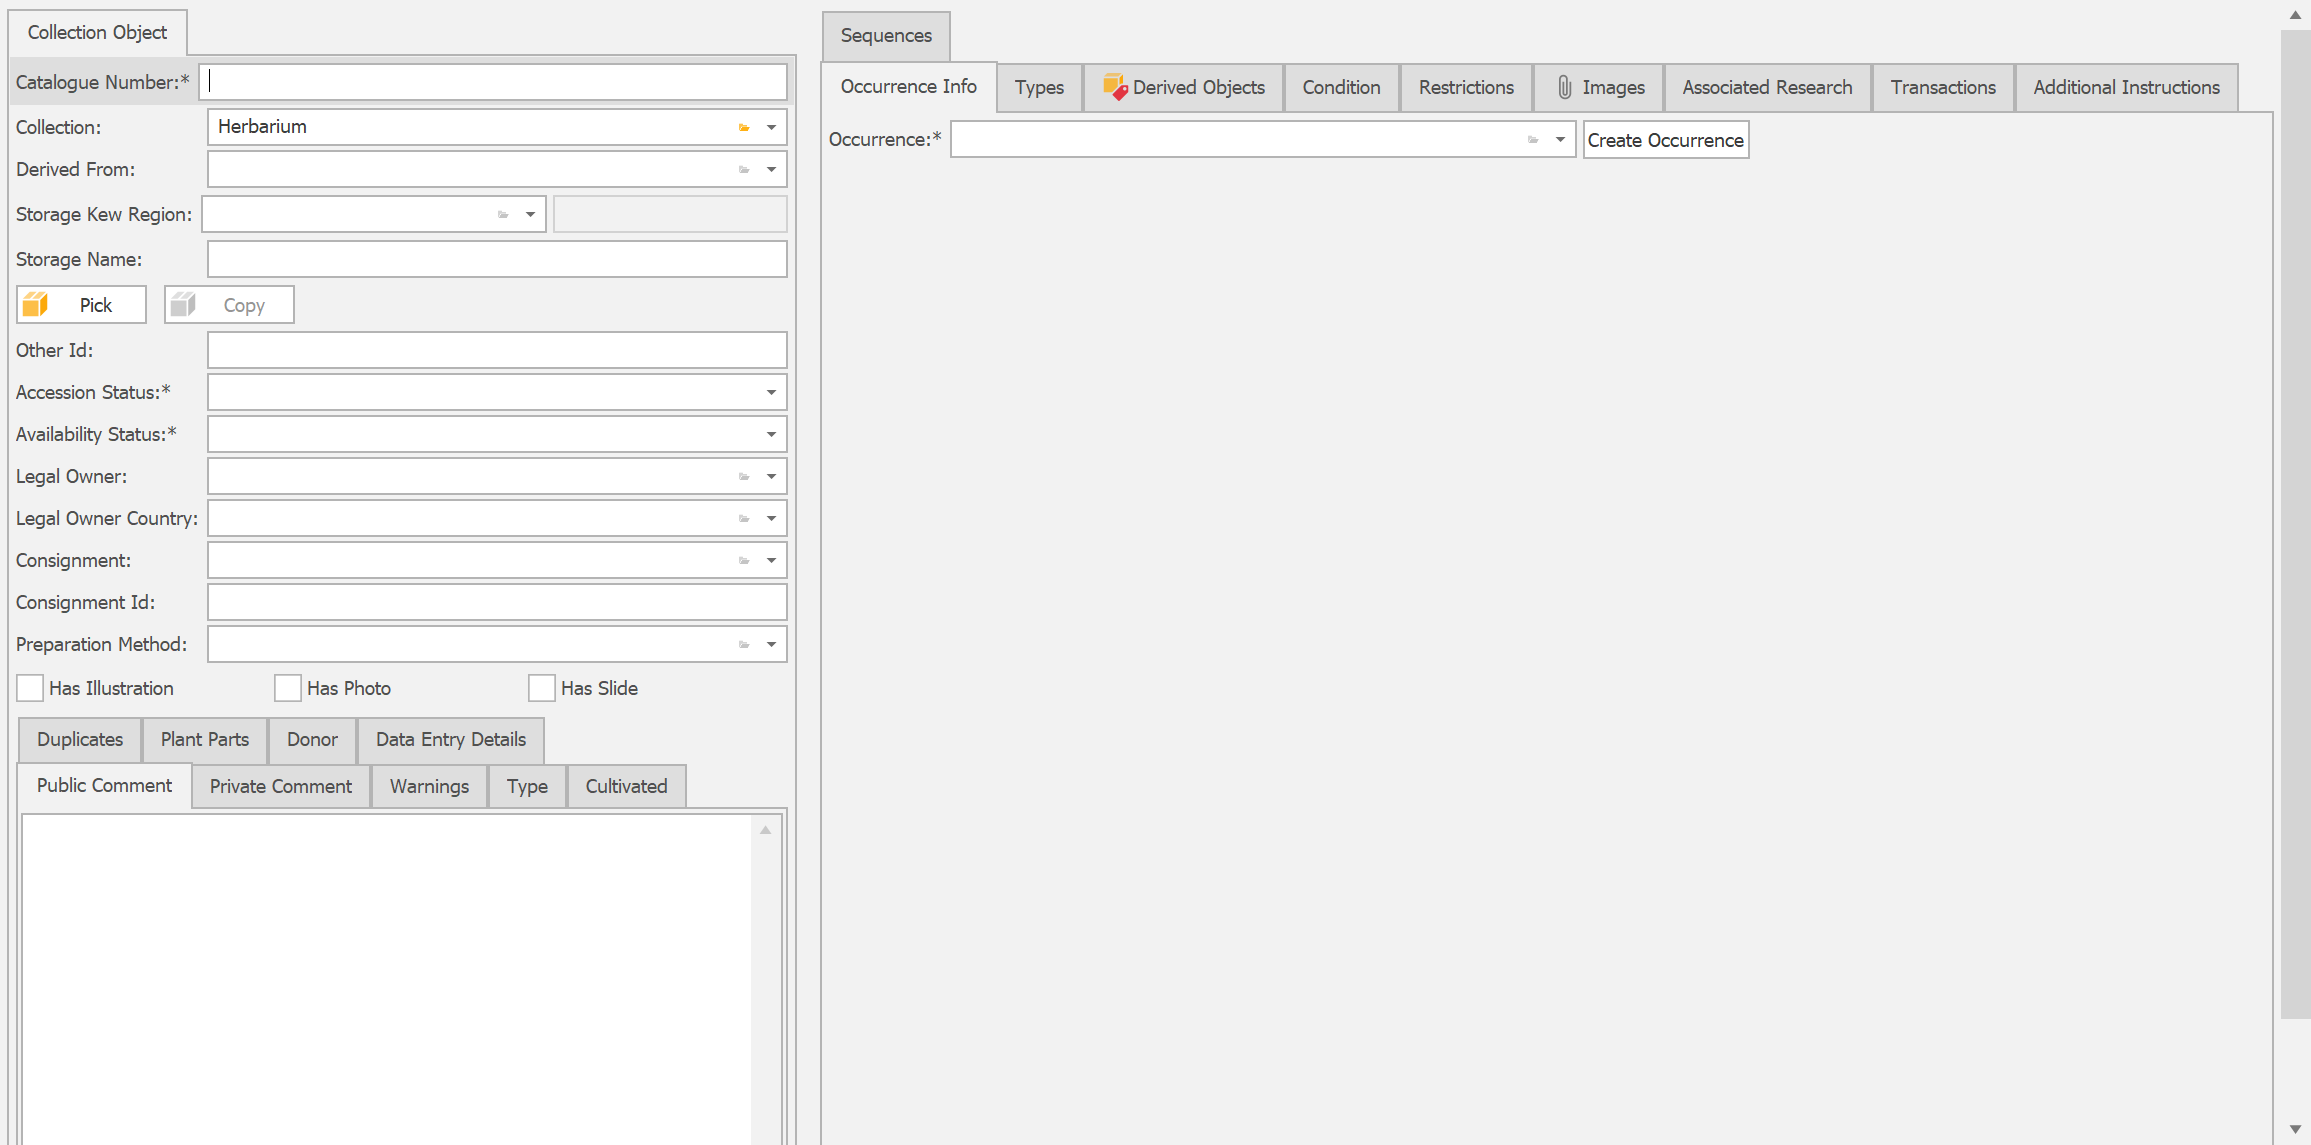 Collection Object
Catalogue Number:*
Collection: Herbarium
Derived From:
Storage Kew Region:
Storage Name:
Pick Copy
Other Id:
Accession Status:*
Availability Status:*
Legal Owner:
Legal Owner Country:
Consignment:
Consignment Id:
Preparation Method:
Has Illustration Has Photo Has Slide
Duplicates Plant Parts Donor Data Entry Details
Public Comment Private Comment Warnings Type Cultivated
Sequences
Occurrence Info Types Derived Objects Condition Restrictions Images Associated Research Transactions Additional Instructions
Occurrence:* Create Occurrence